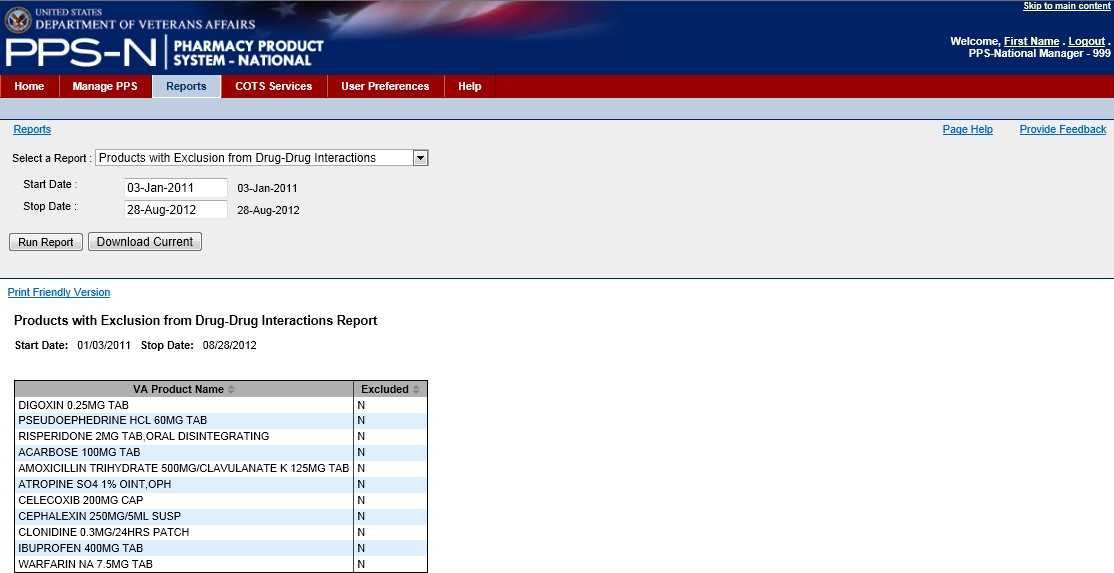 Skip to main content
UNITED STATES
DEPARTMENT OF VETERANS AFFAIRS
PPS-N PHARMACY PRODUCT
SYSTEM - NATIONAL
Welcome, First Name . Logout .
PPS-National Manager - 999
Home Manage PPS Reports COTS Services User Preferences Help
Reports Page Help Provide Feedback
Select a Report : Products with Exclusion from Drug-Drug Interactions
Start Date : 03-Jan-2011 03-Jan-2011
Stop Date : 28-Aug-2012 28-Aug-2012
Run Report Download Current
Print Friendly Version
Products with Exclusion from Drug-Drug Interactions Report
Start Date: 01/03/2011 Stop Date: 08/28/2012
VA Product Name Excluded
DIGOXIN 0.25MG TAB N
PSEUDOEPHEDRINE HCL 60MG TAB N
RISPERIDONE 2MG TAB,ORAL DISINTEGRATING N
ACARBOSE 100MG TAB N
AMOXICILLIN TRIHYDRATE 500MG/CLAVULANATE K 125MG TAB N
ATROPINE SO4 1% OINT,OPH N
CELECOXIB 200MG CAP N
CEPHALEXIN 250MG/5ML SUSP N
CLONIDINE 0.3MG/24HRS PATCH N
IBUPROFEN 400MG TAB N
WARFARIN NA 7.5MG TAB N